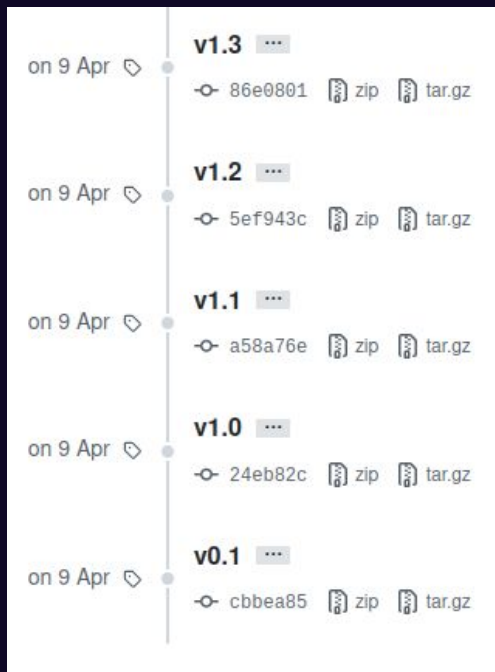 v1.3 ...
on 9 Apr
86e0801 zip tar.gz
v1.2 ...
on 9 Apr
5ef943c zip tar.gz
v1.1 ...
on 9 Apr
a58a76e zip tar.gz
v1.0 ...
on 9 Apr
24eb82c zip tar.gz
v0.1 ...
on 9 Apr
cbbea85 zip tar.gz